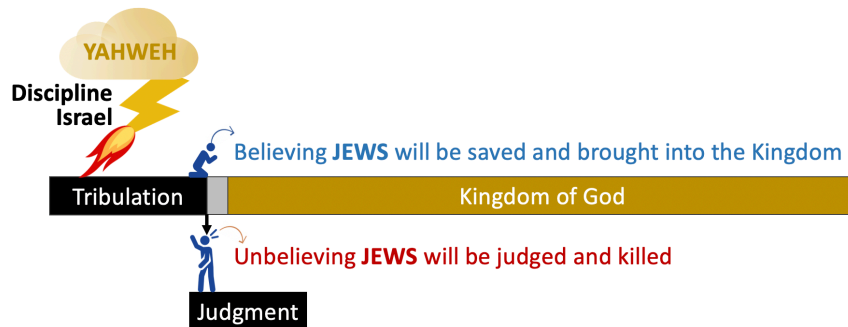 YAHWEH
Discipline
Israel
Believing JEWS will be saved and brought into the Kingdom
Tribulation
Kingdom of God
Unbelieving JEWS will be judged and killed
Judgment